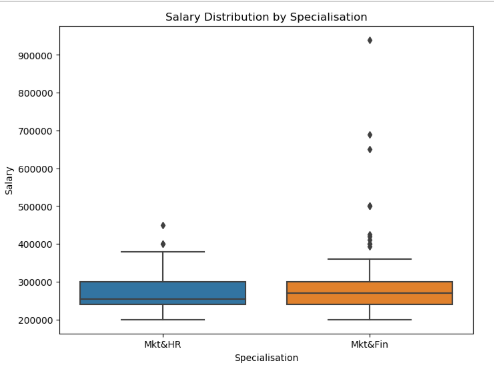 Salary Distribution by Specialisation
900000
800000
700000
600000
500000
400000
300000
200000
Salary
Mkt&HR
Mkt&Fin
Specialisation